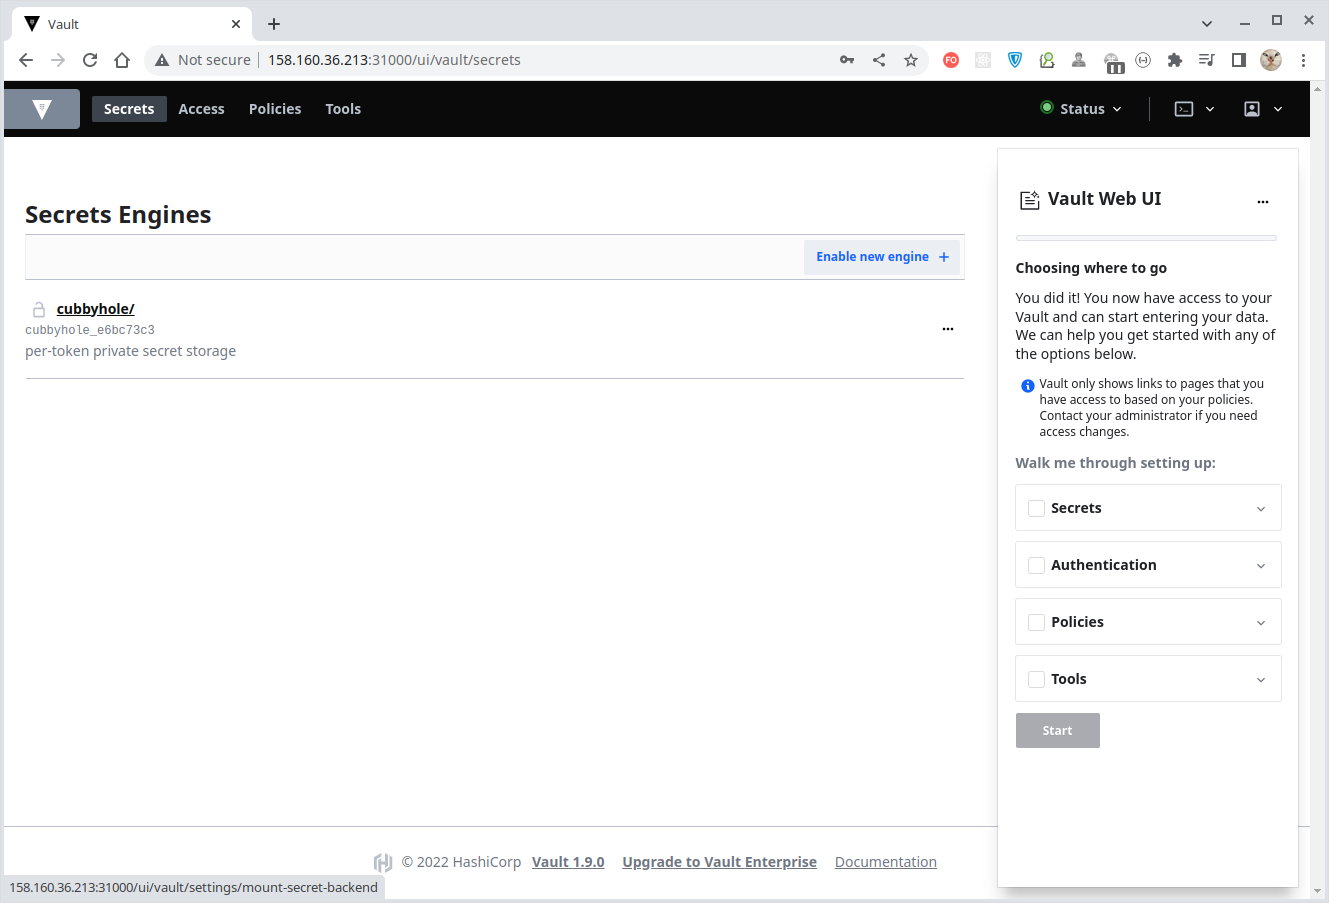 Vault
Not secure 158.160.36.213:31000/ui/vault/secrets
FO
Secrets Access Policies Tools Status
Secrets Engines
Enable new engine
cubbyhole/
cubbyhole_e6bc73c3
per-token private secret storage
Vault Web UI
Choosing where to go
You did it! You now have access to your
Vault and can start entering your data.
We can help you get started with any of
the options below.
Vault only shows links to pages that you
have access to based on your policies.
Contact your administrator if you need
access changes.
Walk me through setting up:
Secrets
Authentication
Policies
Tools
Start
© 2022 HashiCorp Vault 1.9.0 Upgrade to Vault Enterprise Documentation
158.160.36.213:31000/ui/vault/settings/mount-secret-backend